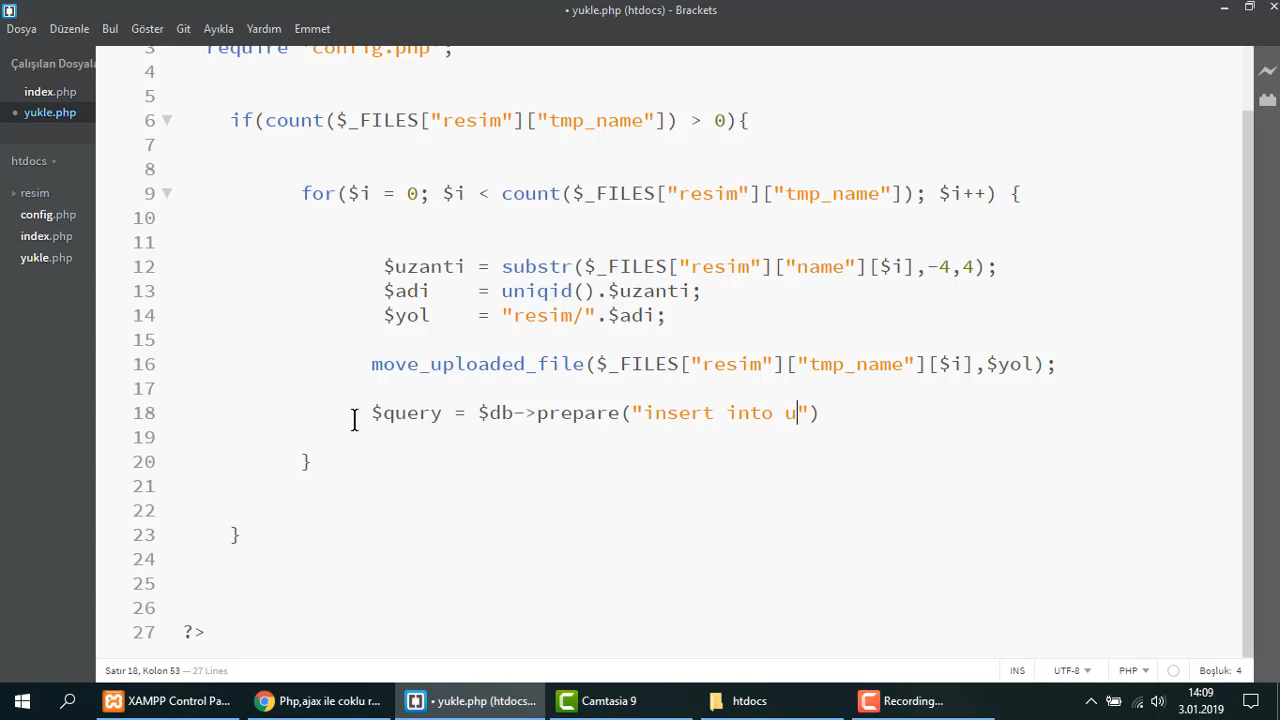 • yukle.php (htdocs) - Brackets
Dosya Düzenle Bul Göster Git Ayıkla Yardım Emmet
Çalışılan Dosyala
index.php
• yukle.php
htdocs
resim
config.php
index.php
yukle.php
3 require 'config.php';
4
5
6 if(count($_FILES["resim"]["tmp_name"]) > 0){
7
8
9 for($i = 0; $i < count($_FILES["resim"]["tmp_name"]); $i++) {
10
11
12 $uzanti = substr($_FILES["resim"]["name"][$i],-4,4);
13 $adi = uniqid().$uzanti;
14 $yol = "resim/".$adi;
15
16 move_uploaded_file($_FILES["resim"]["tmp_name"][$i],$yol);
17
18 $query = $db->prepare("insert into u")
19
20 }
21
22
23 }
24
25
26
27 ?>
Satır 18, Kolon 53 — 27 Lines
INS UTF-8 PHP Boşluk: 4
XAMPP Control Pa... Php,ajax ile coklu r... • yukle.php (htdocs... Camtasia 9 htdocs Recording...
14:09
3.01.2019